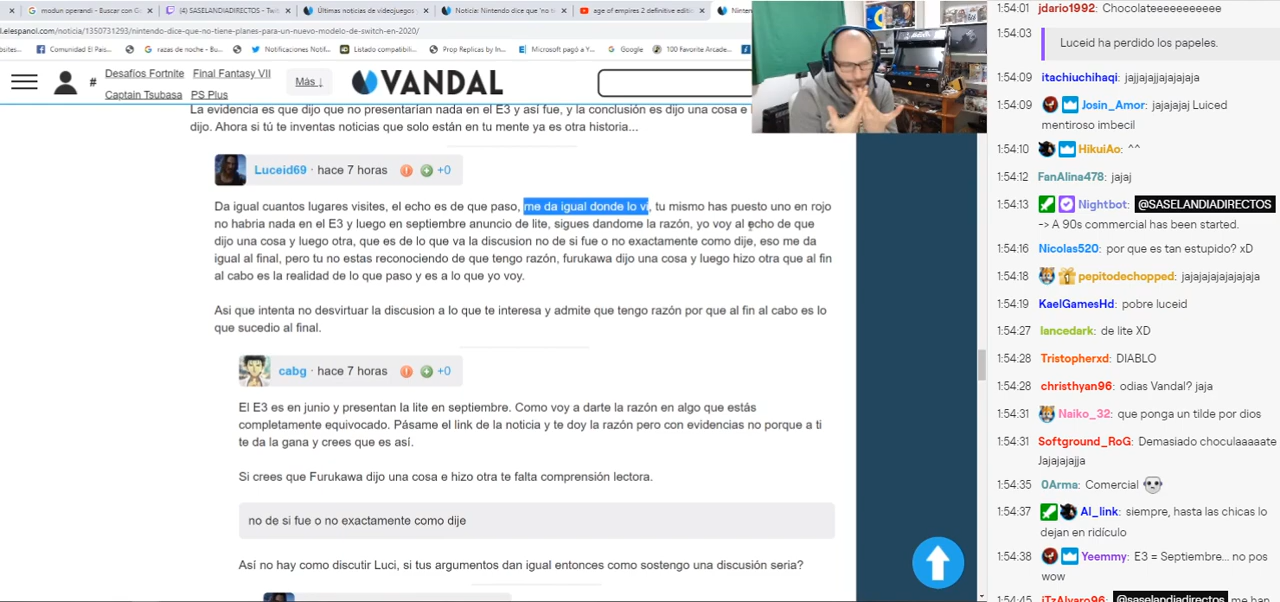 modun operandi - Buscar con G
SASELANDIADIRECTOS - Twit
Últimas noticias de videojuegos
Noticia: Nintendo dice que 'no ti
age of empires 2 definitive editi
Ninten
.elespanol.com/noticia/1350731293/nintendo-dice-que-no-tiene-planes-para-un-nuevo-modelo-de-switch-en-2020/
Comunidad El Pais...
razas de noche - Bu...
Twitter
Notificaciones Notif...
Listado compatibili...
Prop Replicas by In...
Microsoft pagó a Y...
Google
100 Favorite Arcade...
# Desafíos Fortnite Final Fantasy VII
Captain Tsubasa PS Plus
Más ↓
VANDAL
La evidencia es que dijo que no presentarían nada en el E3 y así fue, y la conclusión es dijo una cosa e
dijo. Ahora si tú te inventas noticias que solo están en tu mente ya es otra historia...
Luceid69 · hace 7 horas +0
Da igual cuantos lugares visites, el echo es de que paso, me da igual donde lo vi, tu mismo has puesto uno en rojo
no habria nada en el E3 y luego en septiembre anuncio de lite, sigues dandome la razón, yo voy al echo de que
dijo una cosa y luego otra, que es de lo que va la discusion no de si fue o no exactamente como dije, eso me da
igual al final, pero tu no estas reconociendo de que tengo razón, furukawa dijo una cosa y luego hizo otra que al fin
al cabo es la realidad de lo que paso y es a lo que yo voy.
Asi que intenta no desvirtuar la discusion a lo que te interesa y admite que tengo razón por que al fin al cabo es lo
que sucedio al final.
cabg · hace 7 horas +0
El E3 es en junio y presentan la lite en septiembre. Como voy a darte la razón en algo que estás
completamente equivocado. Pásame el link de la noticia y te doy la razón pero con evidencias no porque a ti
te da la gana y crees que es así.
Si crees que Furukawa dijo una cosa e hizo otra te falta comprensión lectora.
no de si fue o no exactamente como dije
Así no hay como discutir Luci, si tus argumentos dan igual entonces como sostengo una discusión seria?
1:54:01 jdario1992: Chocolateeeeeeeeeee
1:54:03 Luceid ha perdido los papeles.
1:54:09 itachiuchihaqi: jajjajajjajajajaja
1:54:09 Josin_Amor: jajajajaj Luiced
mentiroso imbecil
1:54:10 HikuiAo: ^^
1:54:12 FanAlina478: jajaj
1:54:13 Nightbot: @SASELANDIADIRECTOS
-> A 90s commercial has been started.
1:54:16 Nicolas520: por que es tan estupido? xD
1:54:18 pepitodechopped: jajajajajajajaja
1:54:19 KaelGamesHd: pobre luceid
1:54:27 lancedark: de lite XD
1:54:28 Tristopherxd: DIABLO
1:54:28 christhyan96: odias Vandal? jaja
1:54:31 Naiko_32: que ponga un tilde por dios
1:54:31 Softground_RoG: Demasiado choculaaaaate
Jajajajajja
1:54:35 0Arma: Comercial
1:54:37 Al_link: siempre, hasta las chicas lo
dejan en ridículo
1:54:38 Yeemmy: E3 = Septiembre... no pos
wow
1:54:45 iTzAlvaro96: @saselandiadirectos me han